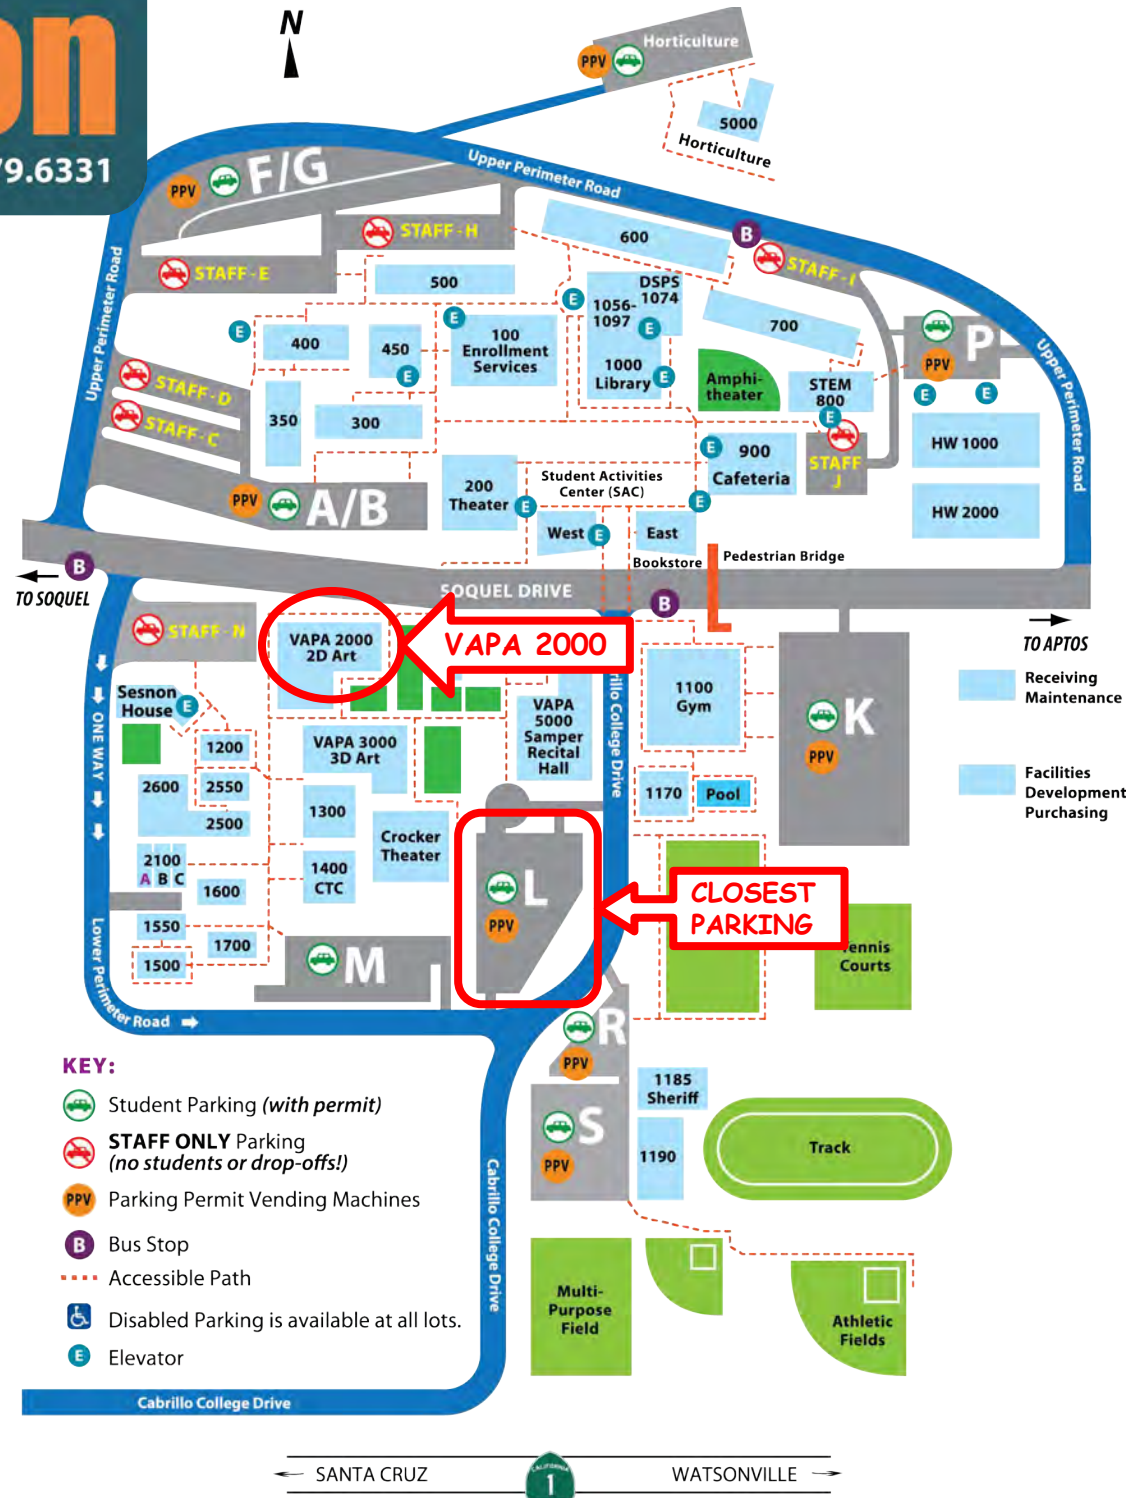 on
79.6331
N
Horticulture
PPV
5000
Horticulture
Upper Perimeter Road
F/G
PPV
B
STAFF - H
600
STAFF - I
STAFF - E
500
DSPS
1074
1056-
1097
E
E
E
E
700
P
PPV
Upper Perimeter Road
Upper Perimeter Road
400
450
E
100
Enrollment
Services
1000
Library
E
Amphi-
theater
STEM
800
E
E
E
STAFF - D
STAFF - C
350
300
E
900
Cafeteria
STAFF
J
HW 1000
PPV
A/B
200
Theater
E
Student Activities
Center (SAC)
E
West
E
East
HW 2000
Bookstore
Pedestrian Bridge
B
TO SOQUEL
SOQUEL DRIVE
B
TO APTOS
STAFF - N
VAPA 2000
2D Art
VAPA 2000
Sesnon
House
E
ONE WAY
VAPA
5000
Samper
Recital
Hall
rillo College Drive
1100
Gym
K
PPV
Receiving
Maintenance
1200
VAPA 3000
3D Art
2600
2550
2500
1300
Crocker
Theater
1170
Pool
Facilities
Development
Purchasing
2100
A B C
1400
CTC
1600
L
PPV
CLOSEST
PARKING
1550
1700
1500
M
Tennis
Courts
Lower Perimeter Road
R
PPV
KEY:
Student Parking (with permit)
STAFF ONLY Parking
(no students or drop-offs!)
PPV Parking Permit Vending Machines
B Bus Stop
Accessible Path
Disabled Parking is available at all lots.
E Elevator
S
PPV
1185
Sheriff
1190
Track
Cabrillo College Drive
Multi-
Purpose
Field
Athletic
Fields
Cabrillo College Drive
SANTA CRUZ
CALIFORNIA
1
WATSONVILLE